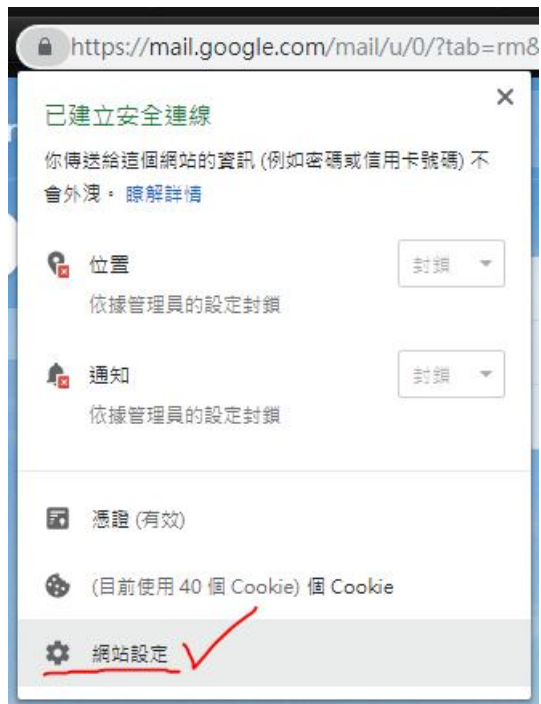 https://mail.google.com/mail/u/0/?tab=rm&
已建立安全連線
你傳送給這個網站的資訊 (例如密碼或信用卡號碼) 不
會外洩。 瞭解詳情
位置 封鎖
依據管理員的設定封鎖
通知 封鎖
依據管理員的設定封鎖
憑證 (有效)
(目前使用 40 個 Cookie) 個 Cookie
網站設定